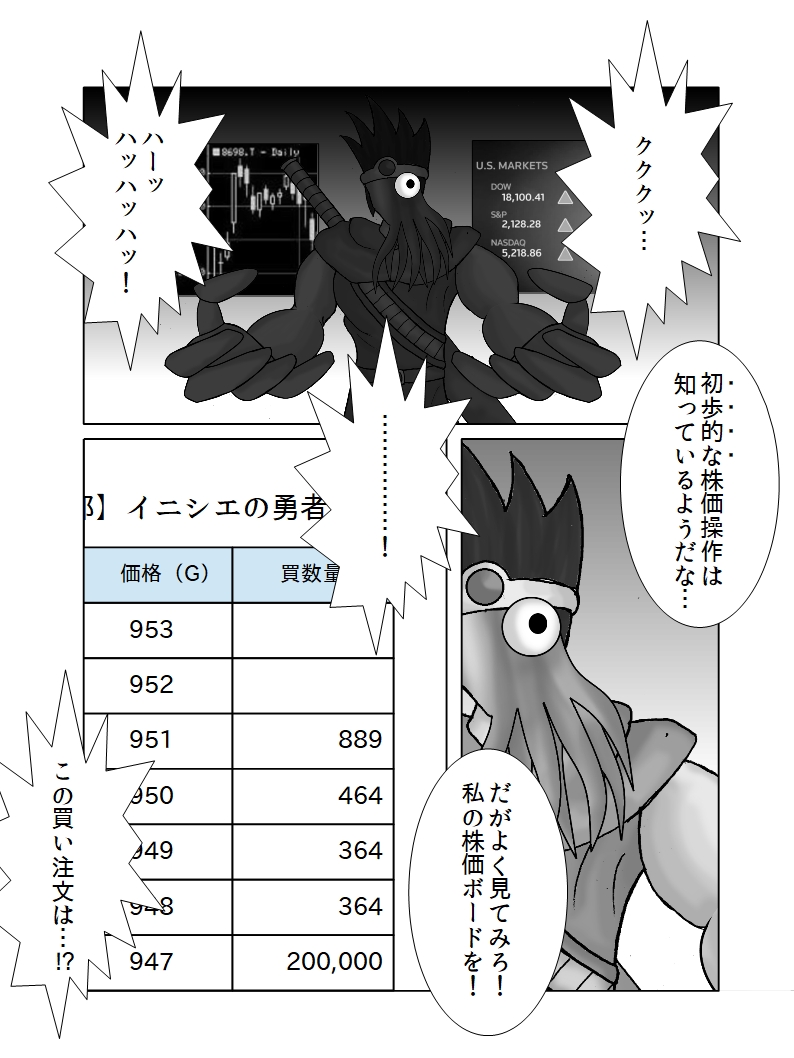 ククク���ッ…
ハーッ
ハッハッハッ!
8698.T - Daily
U.S. MARKETS
DOW
18,100.41
S&P
2,128.28
NASDAQ
5,218.86
初歩的な株価操作は
知っているようだな…
だがよく見てみろ!
私の株価ボードを!
……………!
】イニシエの勇者
価格(G)
買数量
953
952
951 889
950 464
949 364
948 364
947 200,000
この買い注文は…!?